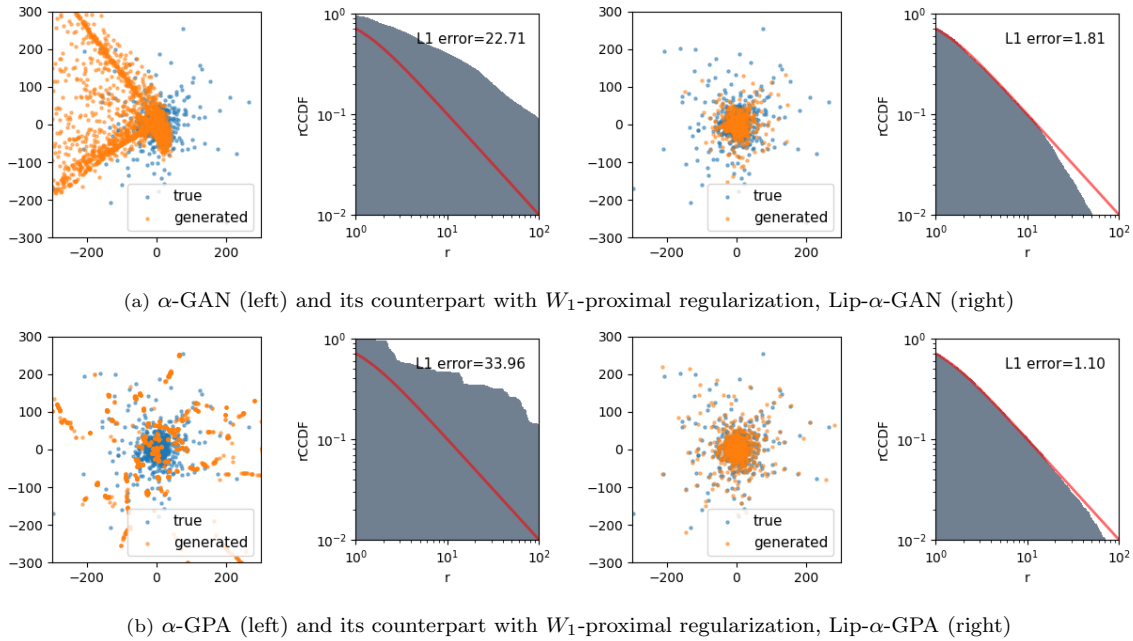 300
200
100
0
−100
−200
−300
−200 0 200
true
generated
10^0
10^−1
10^−2
rCCDF
L1 error=22.71
10^0 10^1 10^2
r
300
200
100
0
−100
−200
−300
−200 0 200
true
generated
10^0
10^−1
10^−2
rCCDF
L1 error=1.81
10^0 10^1 10^2
r
(a) α-GAN (left) and its counterpart with W₁-proximal regularization, Lip-α-GAN (right)
300
200
100
0
−100
−200
−300
−200 0 200
true
generated
10^0
10^−1
10^−2
rCCDF
L1 error=33.96
10^0 10^1 10^2
r
300
200
100
0
−100
−200
−300
−200 0 200
true
generated
10^0
10^−1
10^−2
rCCDF
L1 error=1.10
10^0 10^1 10^2
r
(b) α-GPA (left) and its counterpart with W₁-proximal regularization, Lip-α-GPA (right)